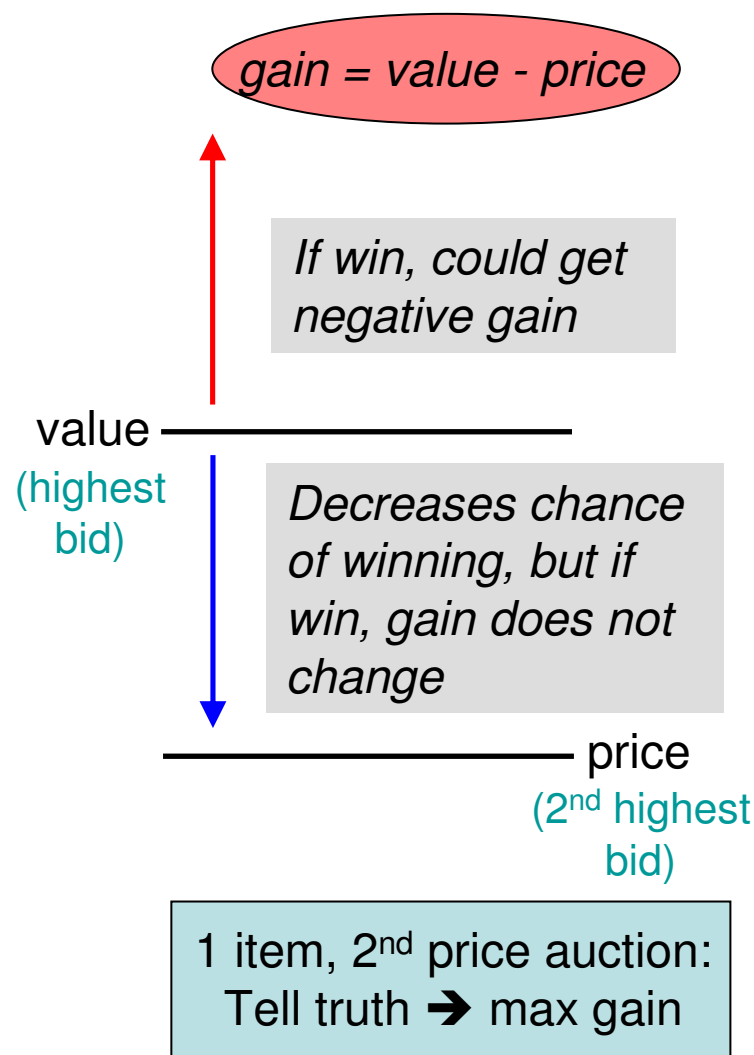 gain = value - price
If win, could get
negative gain
value
(highest
bid)
Decreases chance
of winning, but if
win, gain does not
change
price
(2nd highest
bid)
1 item, 2nd price auction:
Tell truth ➔ max gain